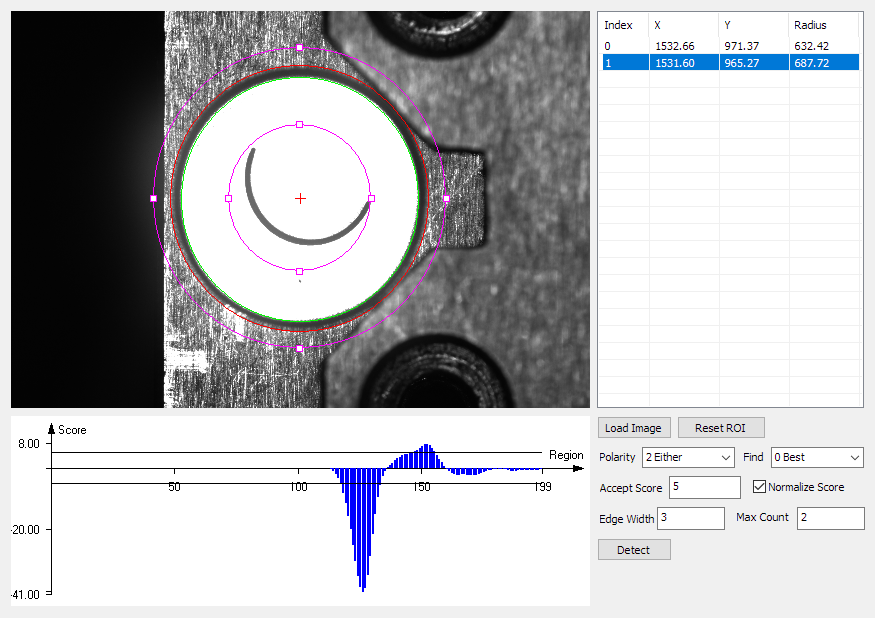 Index X Y Radius
0 1532.66 971.37 632.42
1 1531.60 965.27 687.72
8.00 Score
Region
50 100 150 199
-20.00
-41.00
Load Image Reset ROI
Polarity 2 Either Find 0 Best
Accept Score 5 Normalize Score
Edge Width 3 Max Count 2
Detect